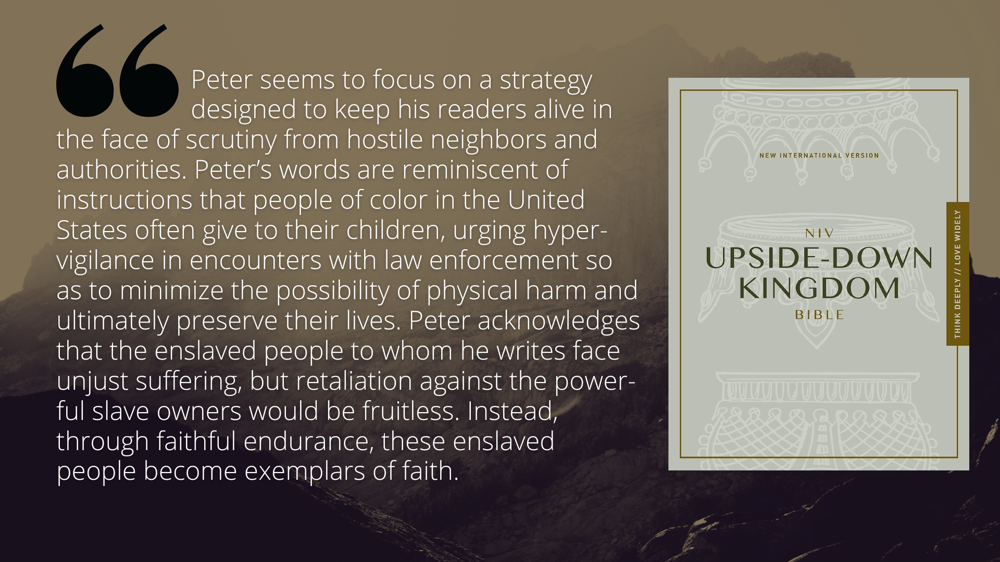 “
Peter seems to focus on a strategy
designed to keep his readers alive in
the face of scrutiny from hostile neighbors and
authorities. Peter’s words are reminiscent of
instructions that people of color in the United
States often give to their children, urging hyper-
vigilance in encounters with law enforcement so
as to minimize the possibility of physical harm and
ultimately preserve their lives. Peter acknowledges
that the enslaved people to whom he writes face
unjust suffering, but retaliation against the power-
ful slave owners would be fruitless. Instead,
through faithful endurance, these enslaved
people become exemplars of faith.
NEW INTERNATIONAL VERSION
NIV
UPSIDE-DOWN
KINGDOM
BIBLE
THINK DEEPLY // LOVE WIDELY